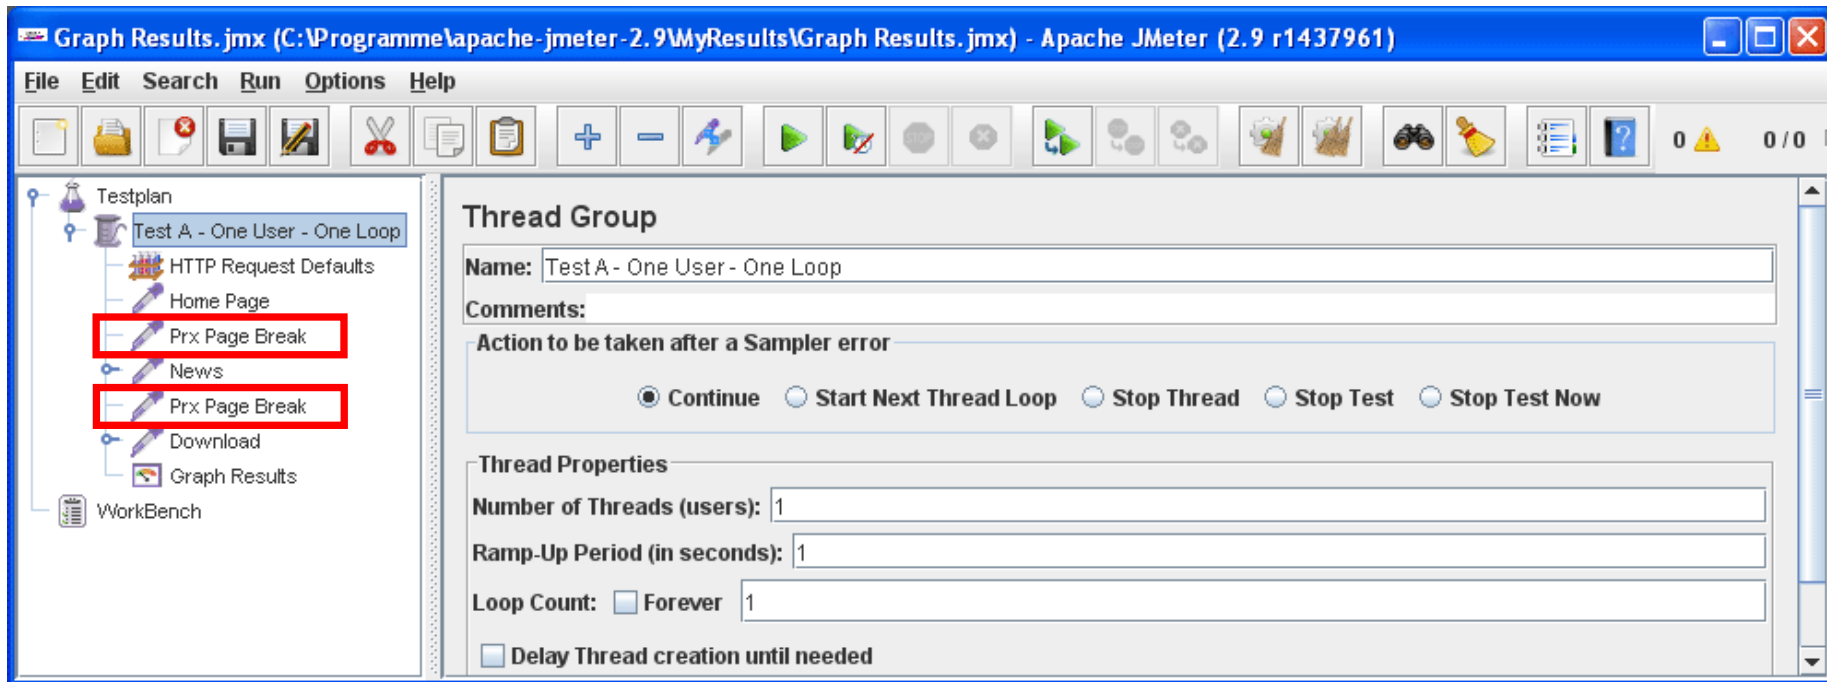 Graph Results.jmx (C:\Programme\apache-jmeter-2.9\MyResults\Graph Results.jmx) - Apache JMeter (2.9 r1437961)
File Edit Search Run Options Help
STOP
0 0 / 0
Testplan
Test A - One User - One Loop
HTTP Request Defaults
Home Page
Prx Page Break
News
Prx Page Break
Download
Graph Results
WorkBench
Thread Group
Name: Test A - One User - One Loop
Comments:
Action to be taken after a Sampler error
Continue Start Next Thread Loop Stop Thread Stop Test Stop Test Now
Thread Properties
Number of Threads (users): 1
Ramp-Up Period (in seconds): 1
Loop Count: Forever 1
Delay Thread creation until needed